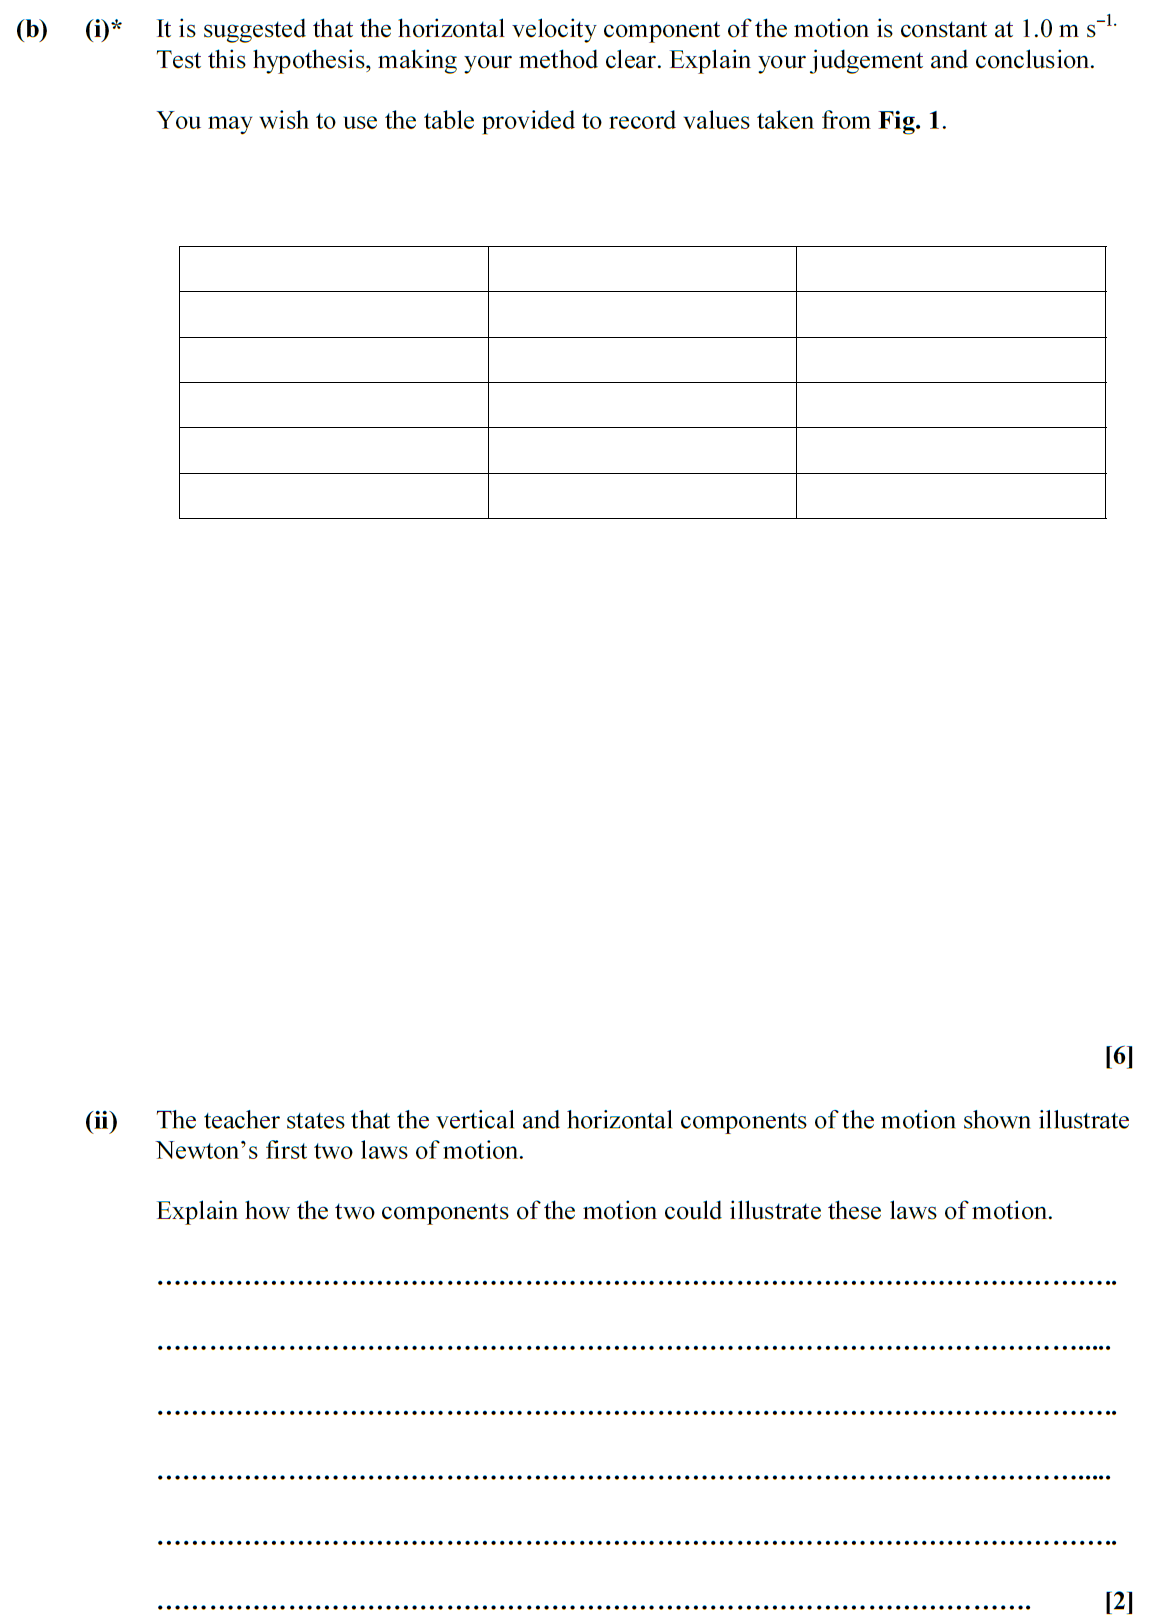 (b) (i)* It is suggested that the horizontal velocity component of the motion is constant at 1.0 m s⁻¹.
Test this hypothesis, making your method clear. Explain your judgement and conclusion.
You may wish to use the table provided to record values taken from Fig. 1.
[6]
(ii) The teacher states that the vertical and horizontal components of the motion shown illustrate
Newton's first two laws of motion.
Explain how the two components of the motion could illustrate these laws of motion.
[2]